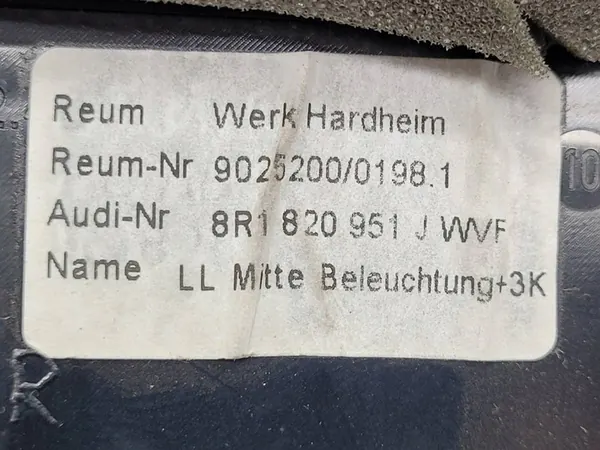 Reum Werk Hardheim
Reum-Nr 9025200/0198.1
Audi-Nr 8R1 820 951 J WVF
Name LL Mitte Beleuchtung+3K
10
R